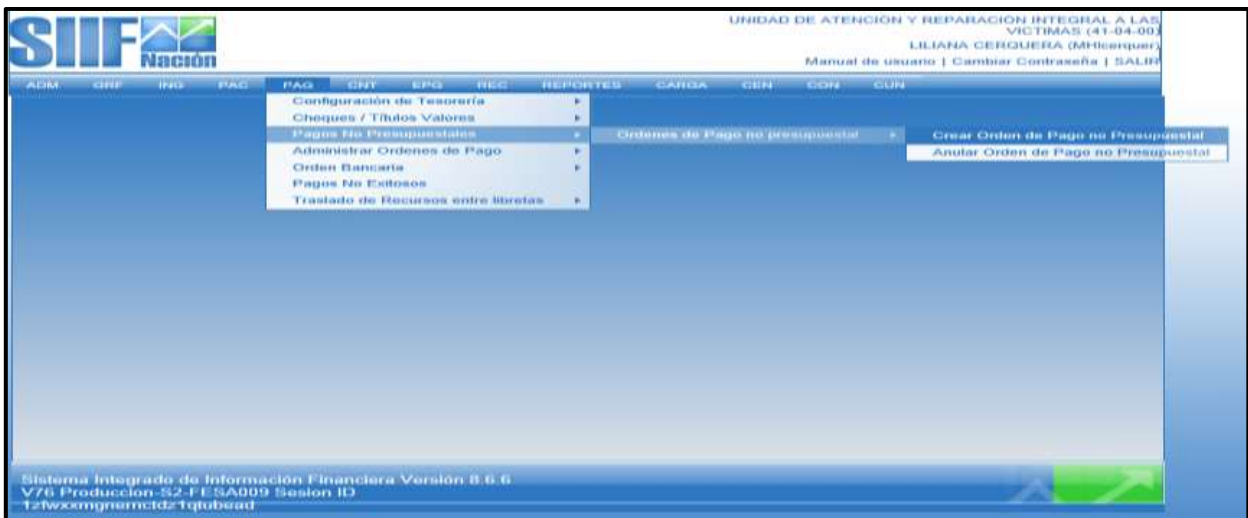 SIIF
Nación
UNIDAD DE ATENCIÓN Y REPARACIÓN INTEGRAL A LAS
VICTIMAS (41-04-00)
LILIANA CERQUERA (MHlcerquer)
Manual de usuario | Cambiar Contraseña | SALIR
ADM GRF ING PAC PAG CNT EPG REC REPORTES CARGA CEN CON CUN
Configuración de Tesorería
Cheques / Títulos Valores
Pagos No Presupuestales
Ordenes de Pago no presupuestal
Crear Orden de Pago no Presupuestal
Anular Orden de Pago no Presupuestal
Administrar Ordenes de Pago
Orden Bancaria
Pagos No Exitosos
Traslado de Recursos entre libretas
Sistema Integrado de Información Financiera Versión 8.6.6
V76 Produccion-S2-FESA009 Sesion ID